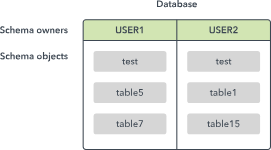 Database
Schema owners USER1 USER2
Schema objects test test
table5 table1
table7 table15